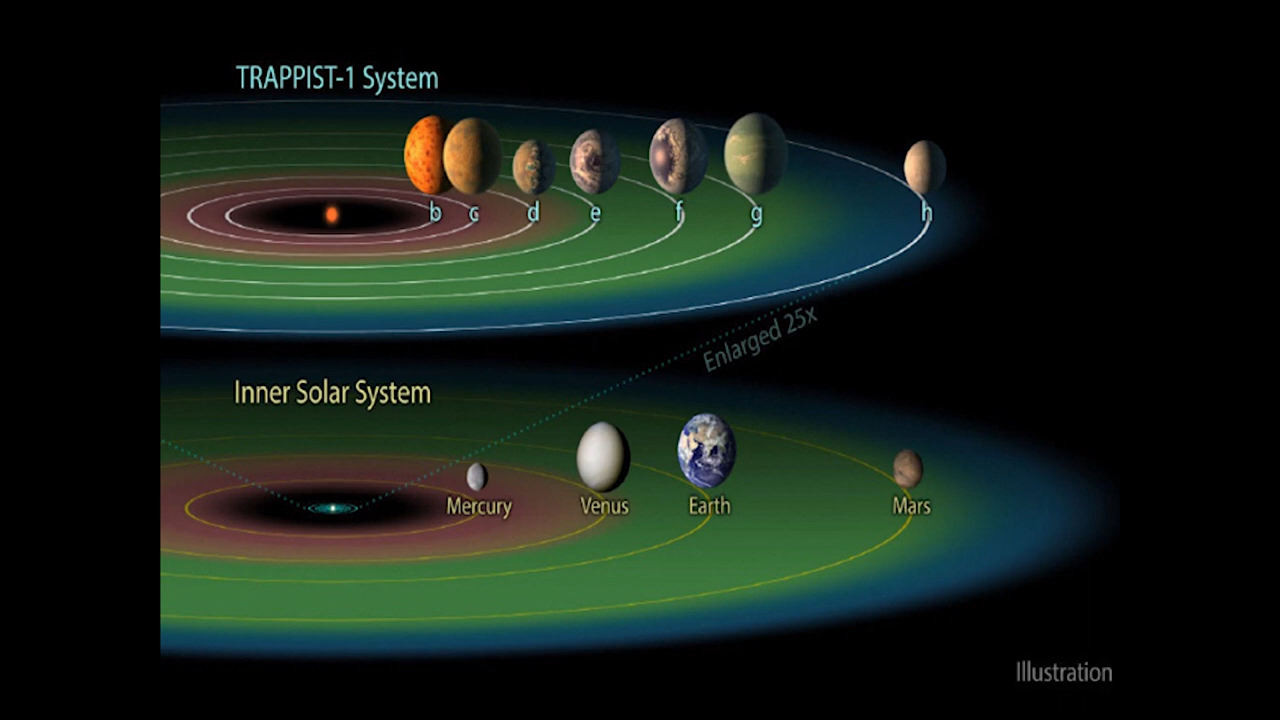 TRAPPIST-1 System
b c d e f g h
Enlarged 25x
Inner Solar System
Mercury Venus Earth Mars
Illustration